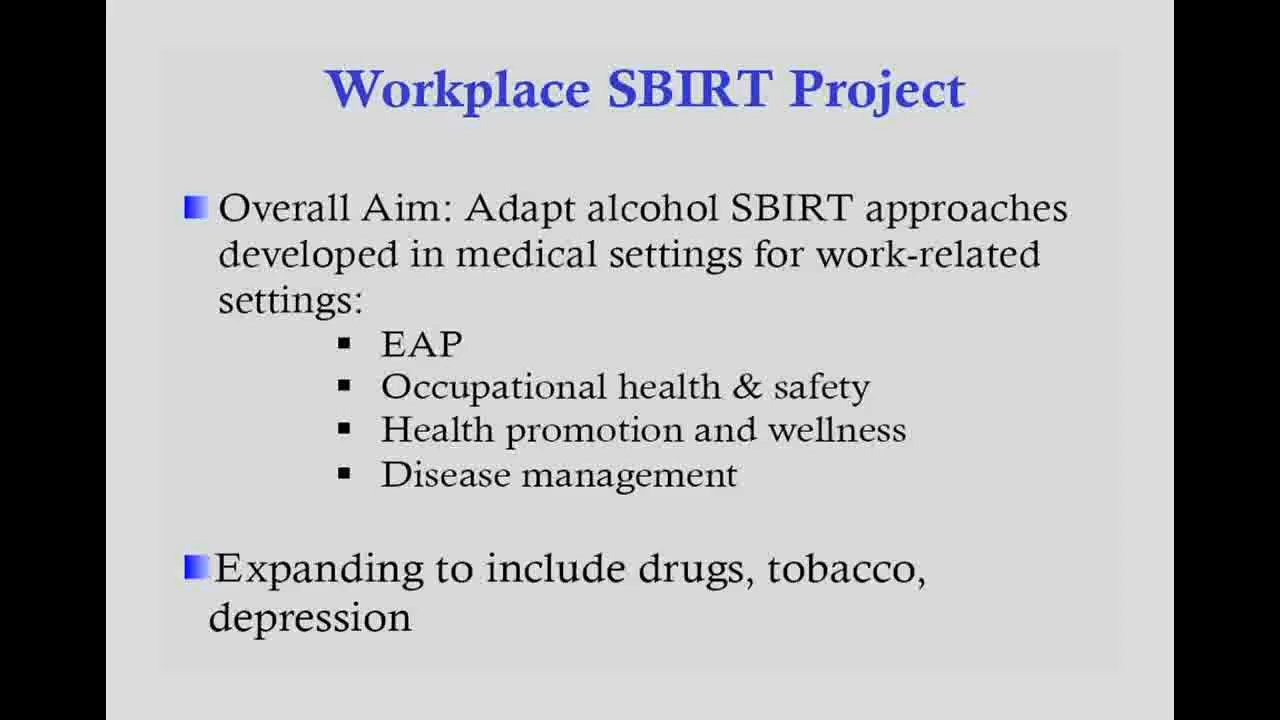 Workplace SBIRT Project
Overall Aim: Adapt alcohol SBIRT approaches
developed in medical settings for work-related
settings:
EAP
Occupational health & safety
Health promotion and wellness
Disease management
Expanding to include drugs, tobacco,
depression